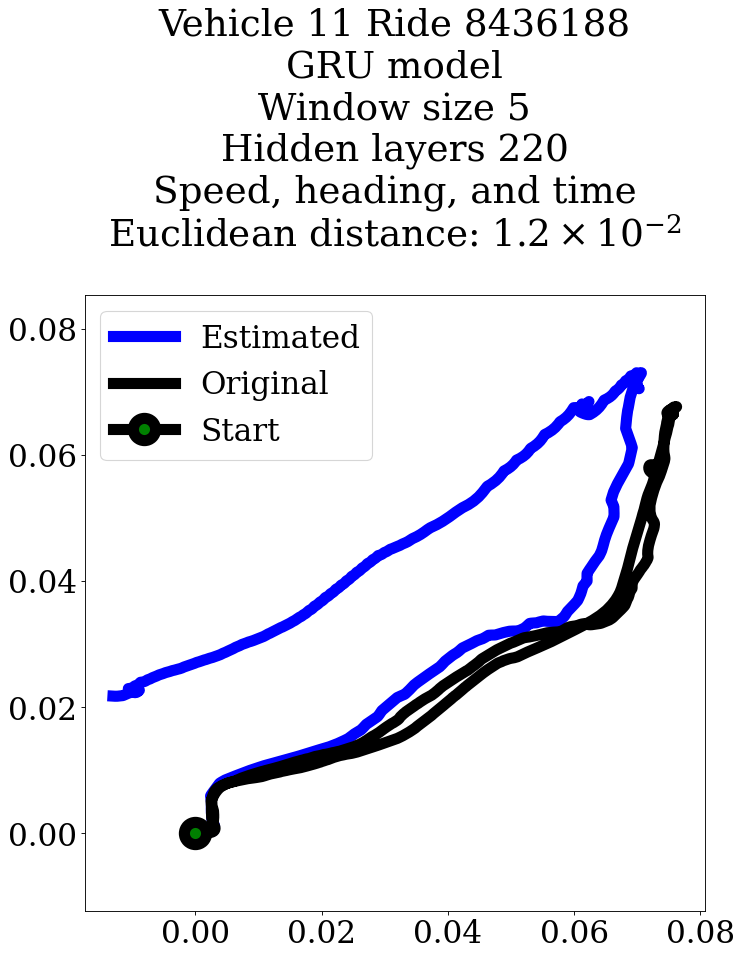 Vehicle 11 Ride 8436188
GRU model
Window size 5
Hidden layers 220
Speed, heading, and time
Euclidean distance: 1.2 × 10⁻²
Estimated
Original
Start
0.08
0.06
0.04
0.02
0.00
0.00 0.02 0.04 0.06 0.08